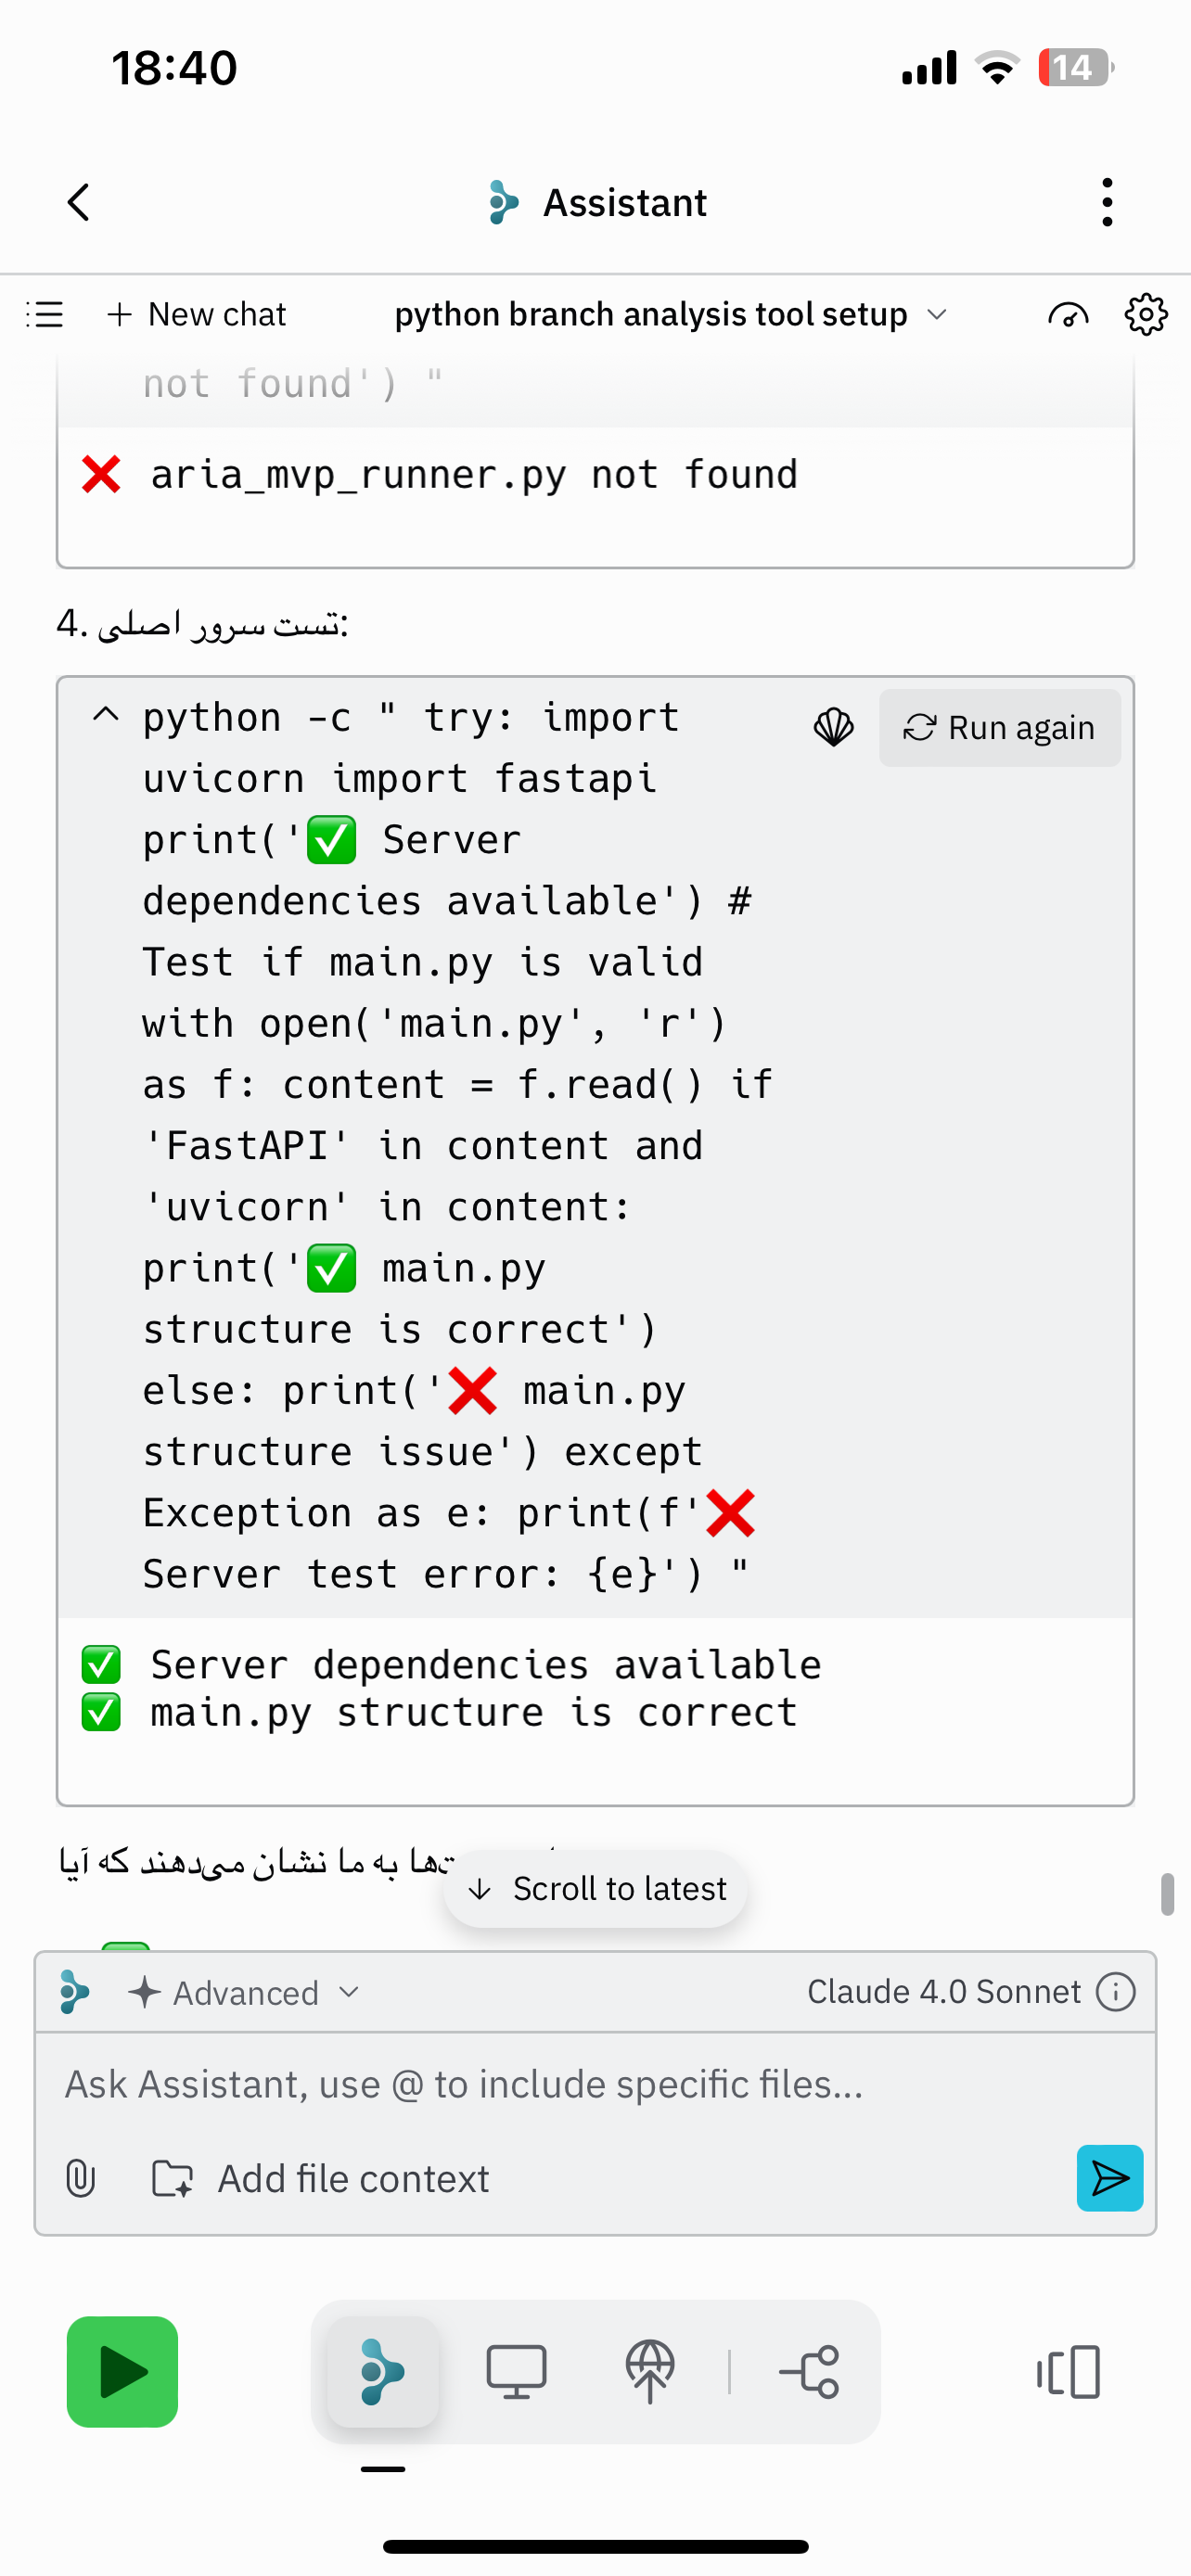 18:40
14
Assistant
New chat
python branch analysis tool setup
not found') "
❌ aria_mvp_runner.py not found
4. تست سرور اصلی:
python -c " try: import
Run again
uvicorn import fastapi
print('✅ Server
dependencies available') #
Test if main.py is valid
with open('main.py', 'r')
as f: content = f.read() if
'FastAPI' in content and
'uvicorn' in content:
print('✅ main.py
structure is correct')
else: print('❌ main.py
structure issue') except
Exception as e: print(f'❌
Server test error: {e}') "
✅ Server dependencies available
✅ main.py structure is correct
به ما نشان می‌دهند که آیا
Scroll to latest
Advanced
Claude 4.0 Sonnet
Ask Assistant, use @ to include specific files...
Add file context